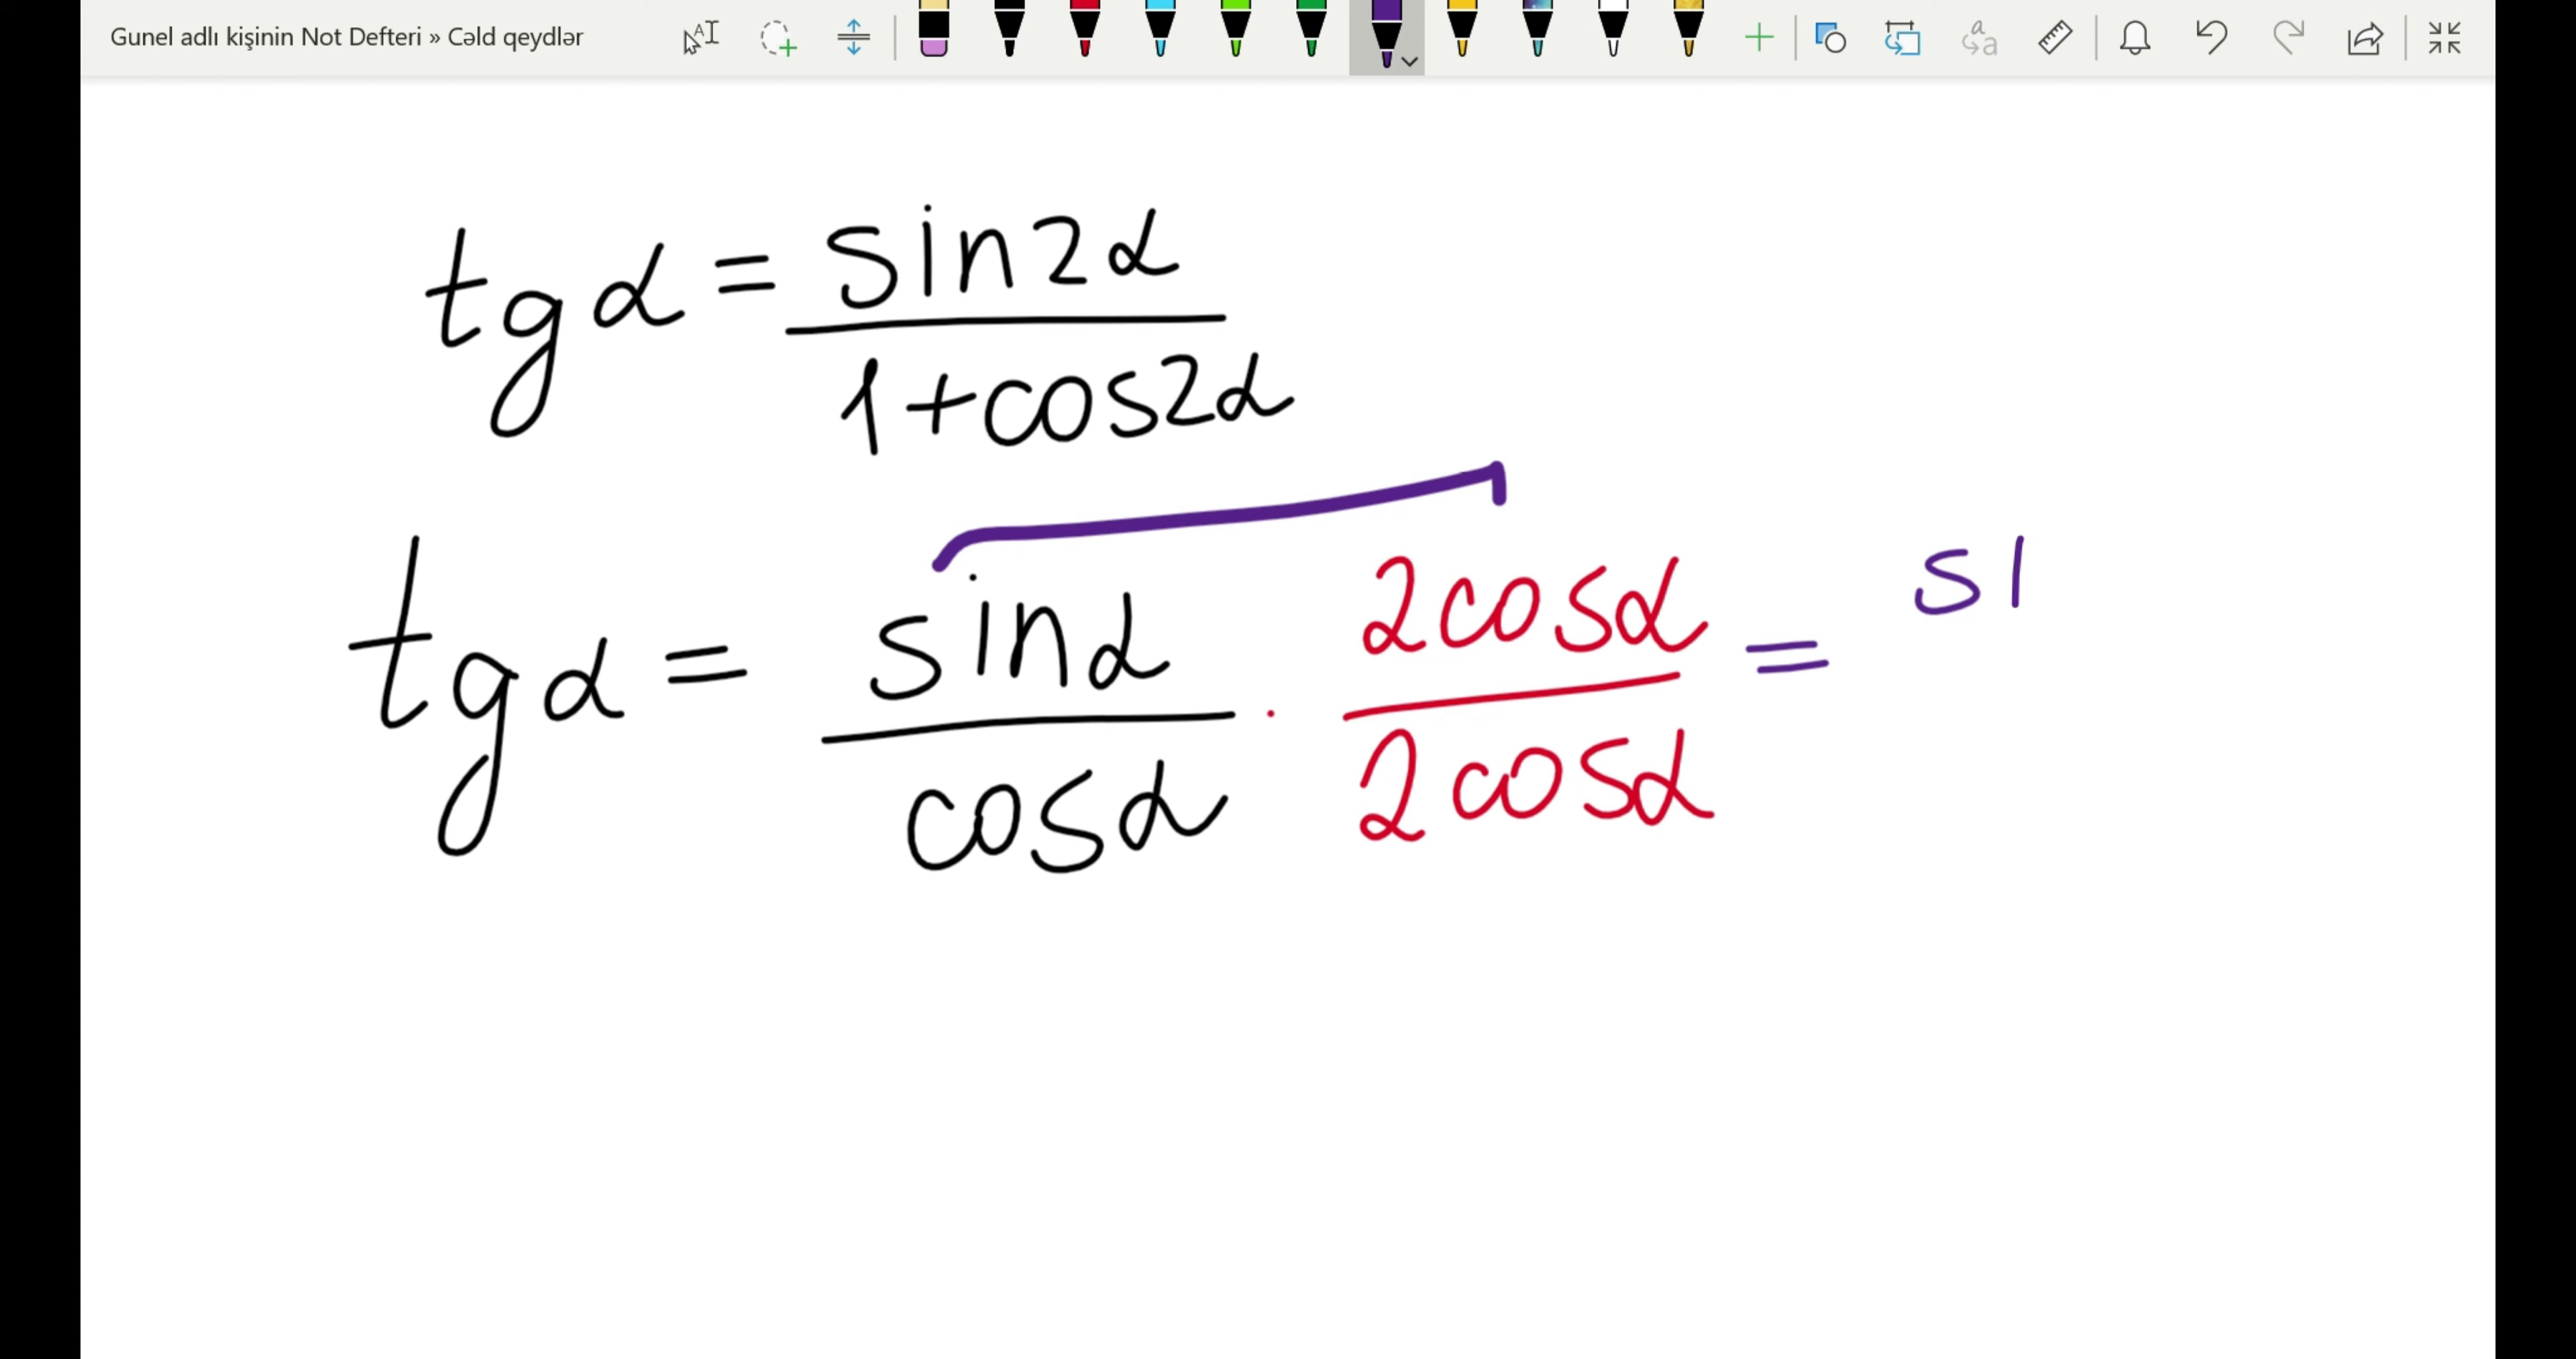 Gunel adlı kişinin Not Defteri » Cəld qeydlər
tgα = sin2α / 1+cos2α
tgα = sinα / cosα · 2cosα / 2cosα = si